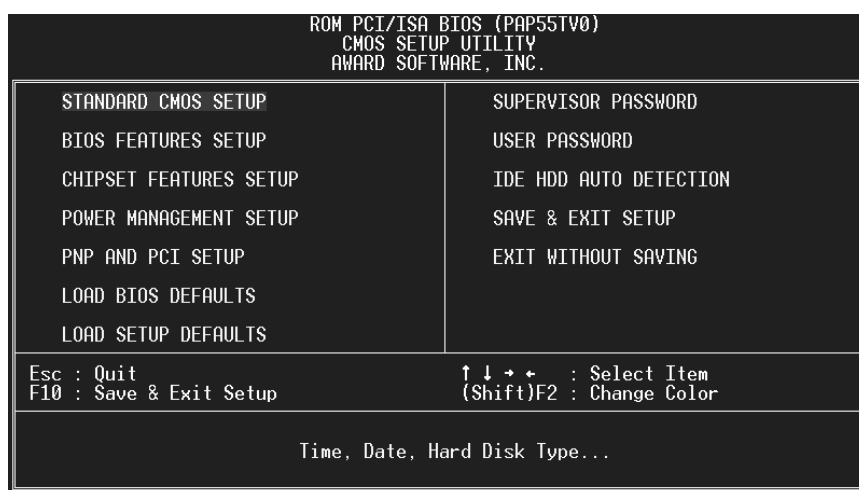 ROM PCI/ISA BIOS (PAP55TV0)
CMOS SETUP UTILITY
AWARD SOFTWARE, INC.
STANDARD CMOS SETUP
BIOS FEATURES SETUP
CHIPSET FEATURES SETUP
POWER MANAGEMENT SETUP
PNP AND PCI SETUP
LOAD BIOS DEFAULTS
LOAD SETUP DEFAULTS
SUPERVISOR PASSWORD
USER PASSWORD
IDE HDD AUTO DETECTION
SAVE & EXIT SETUP
EXIT WITHOUT SAVING
Esc : Quit
F10 : Save & Exit Setup
↑ ↓ → ← : Select Item
(Shift)F2 : Change Color
Time, Date, Hard Disk Type...